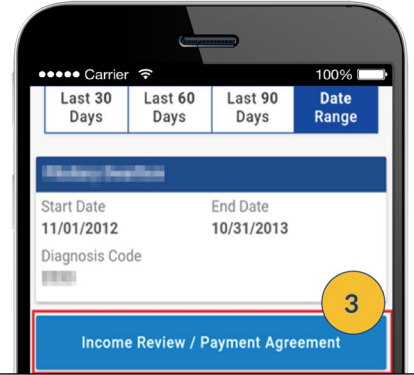 Carrier 100%
Last 30 Days Last 60 Days Last 90 Days Date Range
Start Date End Date
11/01/2012 10/31/2013
Diagnosis Code
3
Income Review / Payment Agreement